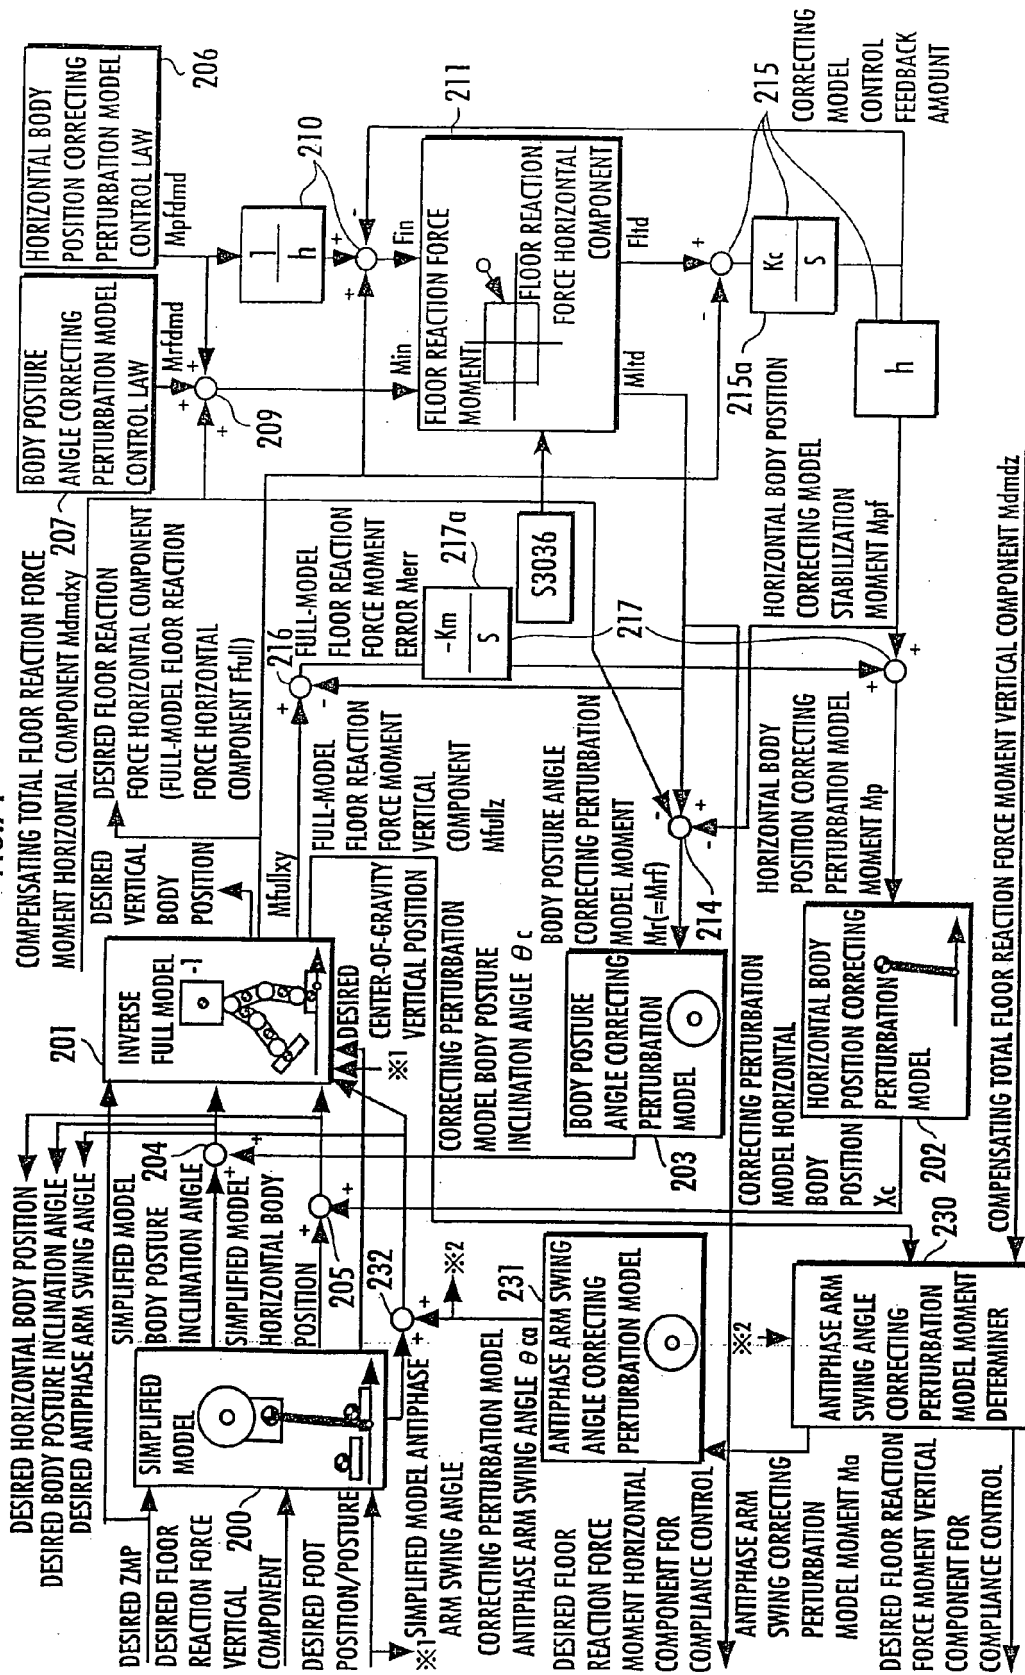 COMPENSATING TOTAL FLOOR REACTION FORCE
MOMENT HORIZONTAL COMPONENT Mdmdxy
DESIRED HORIZONTAL BODY POSITION
DESIRED BODY POSTURE INCLINATION ANGLE
DESIRED ANTIPHASE ARM SWING ANGLE
DESIRED ZMP
DESIRED FLOOR
REACTION FORCE
VERTICAL
COMPONENT
200
DESIRED FOOT
POSITION/POSTURE
※1
SIMPLIFIED
MODEL
SIMPLIFIED MODEL
BODY POSTURE
INCLINATION ANGLE
204
+
+
SIMPLIFIED MODEL
HORIZONTAL BODY
POSITION
205
+
+
SIMPLIFIED MODEL ANTIPHASE
ARM SWING ANGLE
232
+
+
※2
CORRECTING PERTURBATION MODEL
ANTIPHASE ARM SWING ANGLE θca
201
INVERSE
FULL MODEL
-1
※1
DESIRED
CENTER-OF-GRAVITY
VERTICAL POSITION
DESIRED
VERTICAL
BODY
POSITION
DESIRED FLOOR REACTION
FORCE HORIZONTAL COMPONENT
(FULL-MODEL FLOOR REACTION
FORCE HORIZONTAL
COMPONENT Ffull)
Mfullxy
FULL-MODEL
FLOOR REACTION
FORCE MOMENT
VERTICAL
COMPONENT
Mfullz
216
+
-
FULL-MODEL
FLOOR REACTION
FORCE MOMENT
ERROR Merr
217a
-Km
S
217
207
BODY POSTURE
ANGLE CORRECTING
PERTURBATION MODEL
CONTROL LAW
Mrfdmd
206
HORIZONTAL BODY
POSITION CORRECTING
PERTURBATION MODEL
CONTROL LAW
Mpfdmd
209
+
+
+
1
h
210
+
+
-
Min
Fin
211
FLOOR REACTION FORCE
MOMENT
FLOOR REACTION
FORCE HORIZONTAL
COMPONENT
S3036
Mltd
Fltd
+
-
215
CORRECTING
MODEL
CONTROL
FEEDBACK
AMOUNT
215a
Kc
S
h
HORIZONTAL BODY POSITION
CORRECTING MODEL
STABILIZATION
MOMENT Mpf
+
+
HORIZONTAL BODY
POSITION CORRECTING
PERTURBATION MODEL
MOMENT Mp
214
-
+
-
BODY POSTURE ANGLE
CORRECTING PERTURBATION
MODEL MOMENT
Mr(=Mrf)
CORRECTING PERTURBATION
MODEL BODY POSTURE
INCLINATION ANGLE θc
203
BODY POSTURE
ANGLE CORRECTING
PERTURBATION
MODEL
CORRECTING PERTURBATION
MODEL HORIZONTAL
BODY
POSITION
Xc
202
HORIZONTAL BODY
POSITION CORRECTING
PERTURBATION
MODEL
231
ANTIPHASE ARM SWING
ANGLE CORRECTING
PERTURBATION MODEL
DESIRED FLOOR
REACTION FORCE
MOMENT HORIZONTAL
COMPONENT FOR
COMPLIANCE CONTROL
ANTIPHASE ARM
SWING CORRECTING
PERTURBATION
MODEL MOMENT Ma
※2
230
ANTIPHASE ARM
SWING ANGLE
CORRECTING
PERTURBATION
MODEL MOMENT
DETERMINER
DESIRED FLOOR REACTION
FORCE MOMENT VERTICAL
COMPONENT FOR
COMPLIANCE CONTROL
COMPENSATING TOTAL FLOOR REACTION FORCE MOMENT VERTICAL COMPONENT Mdmdz